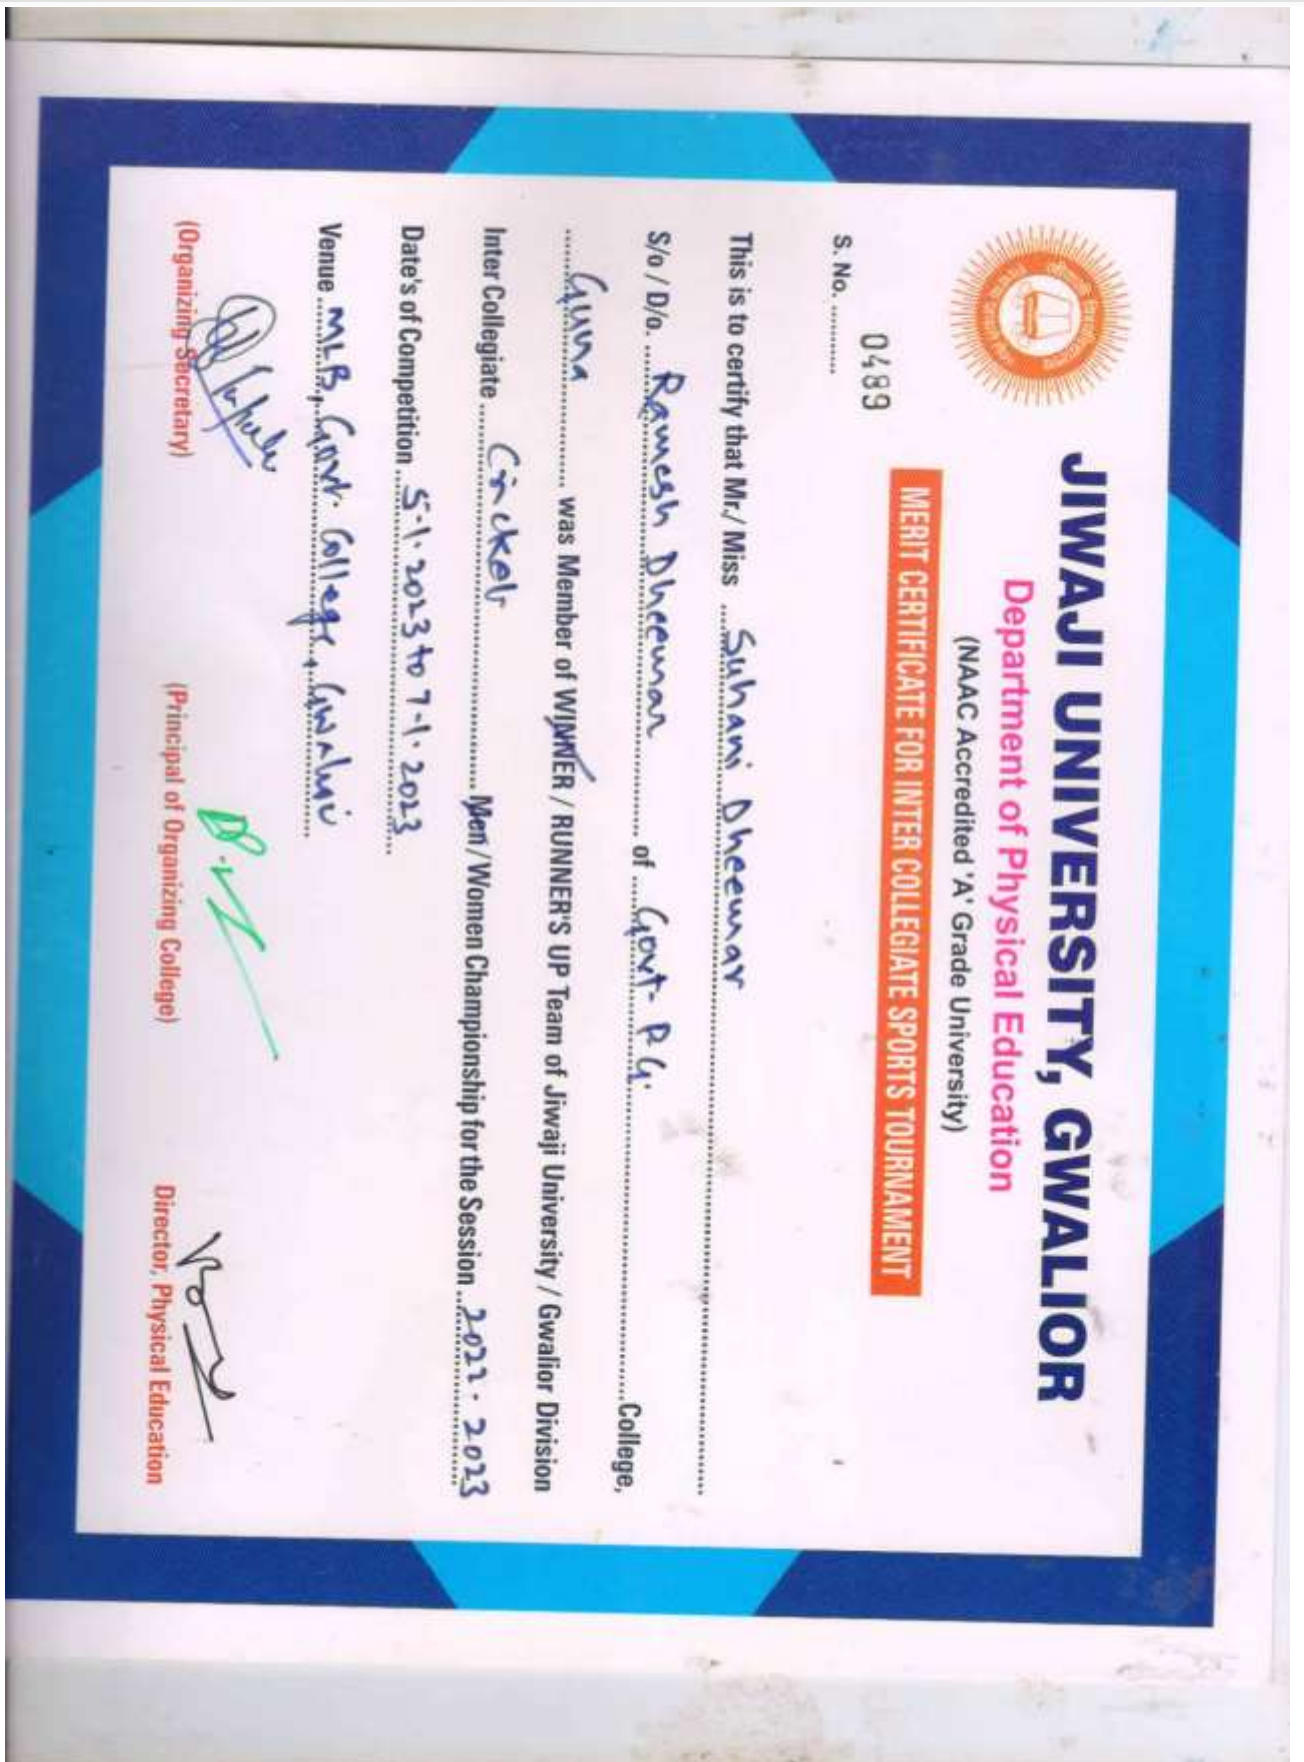 JIWAJI UNIVERSITY, GWALIOR
Department of Physical Education
(NAAC Accredited 'A' Grade University)
MERIT CERTIFICATE FOR INTER COLLEGIATE SPORTS TOURNAMENT
S. No. ........... 0489
This is to certify that Mr./ Miss Suhani Dheemar
S/o / D/o. Ramesh Dheemar of Govt. P.G. College,
Guna was Member of WINNER / RUNNER'S UP Team of Jiwaji University / Gwalior Division
Inter Collegiate Cricket Men / Women Championship for the Session 2022-2023
Date's of Competition 5.1.2023 to 7.1.2023
Venue MLB, Govt. College, Gwalior
(Organizing Secretary) (Principal of Organizing College) Director, Physical Education